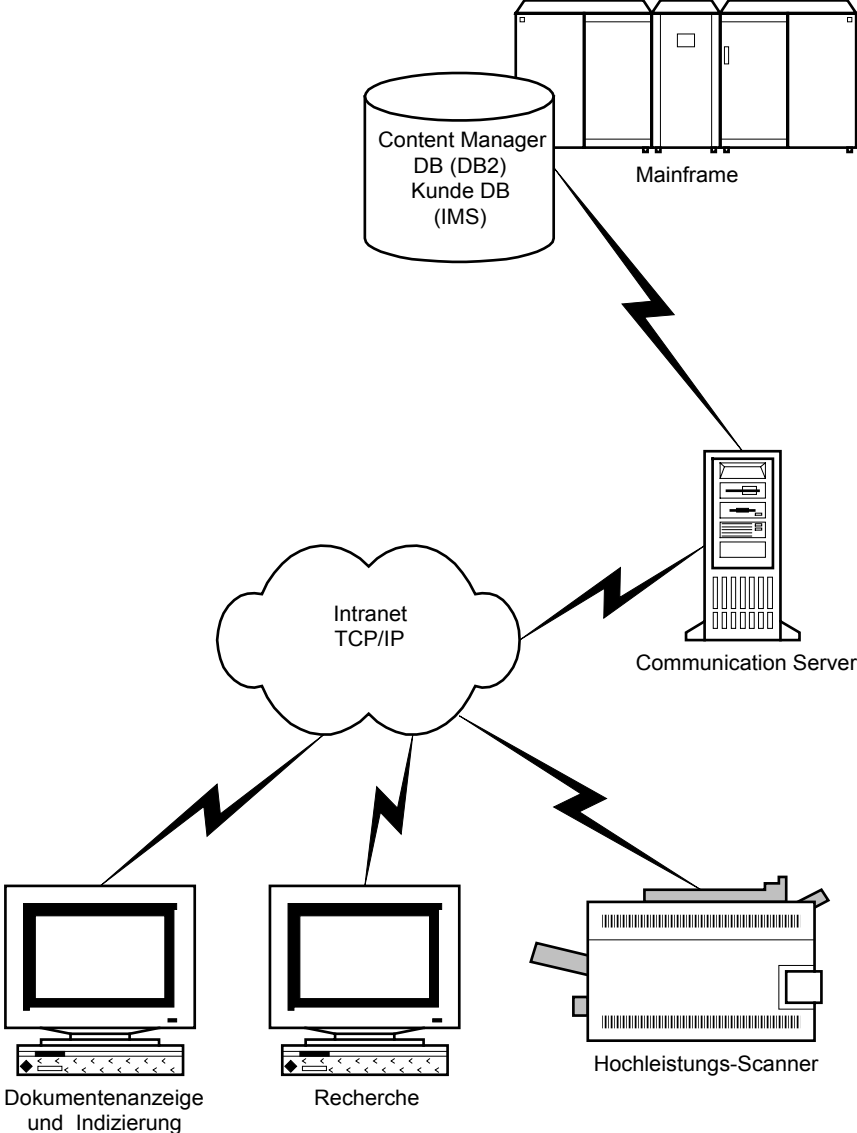 Content Manager
DB (DB2)
Kunde DB
(IMS)
Mainframe
Intranet
TCP/IP
Communication Server
Hochleistungs-Scanner
Dokumentenanzeige
und Indizierung
Recherche